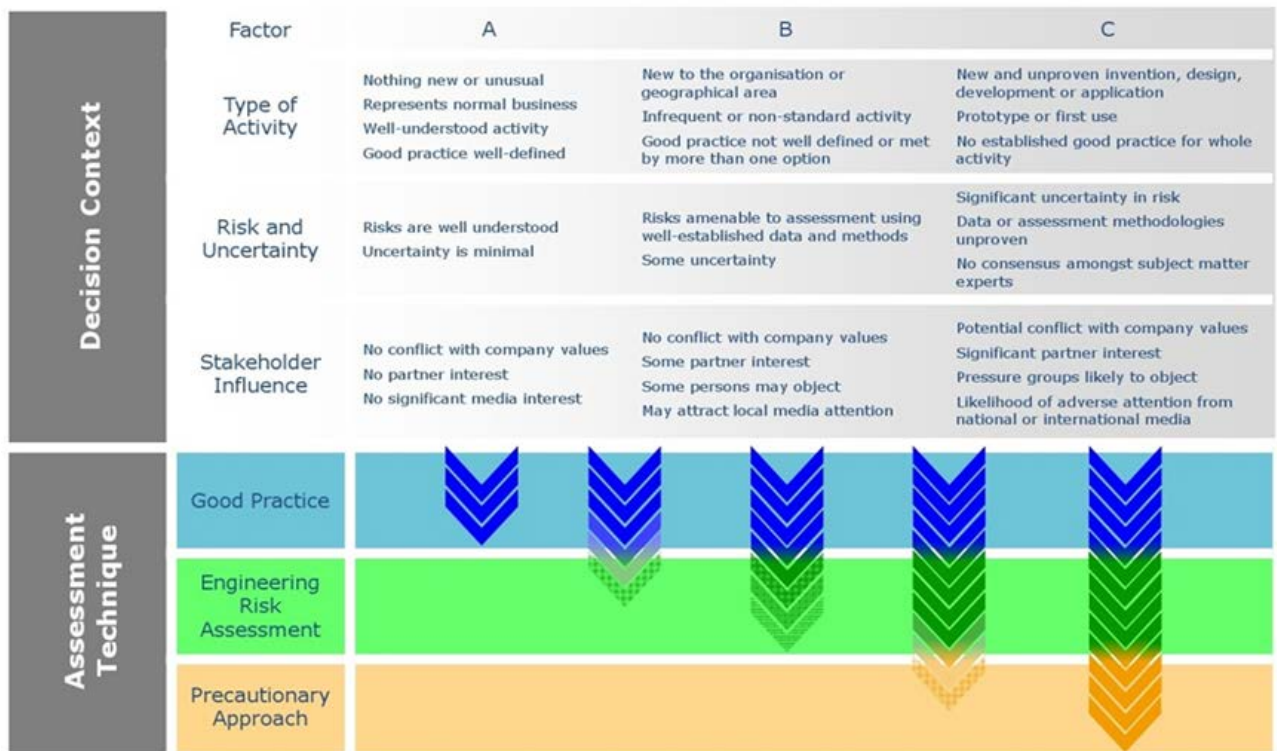 Decision Context
Factor
A
B
C
Type of
Activity
Nothing new or unusual
Represents normal business
Well-understood activity
Good practice well-defined
New to the organisation or
geographical area
Infrequent or non-standard activity
Good practice not well defined or met
by more than one option
New and unproven invention, design,
development or application
Prototype or first use
No established good practice for whole
activity
Risk and
Uncertainty
Risks are well understood
Uncertainty is minimal
Risks amenable to assessment using
well-established data and methods
Some uncertainty
Significant uncertainty in risk
Data or assessment methodologies
unproven
No consensus amongst subject matter
experts
Stakeholder
Influence
No conflict with company values
No partner interest
No significant media interest
No conflict with company values
Some partner interest
Some persons may object
May attract local media attention
Potential conflict with company values
Significant partner interest
Pressure groups likely to object
Likelihood of adverse attention from
national or international media
Assessment
Technique
Good Practice
Engineering
Risk
Assessment
Precautionary
Approach